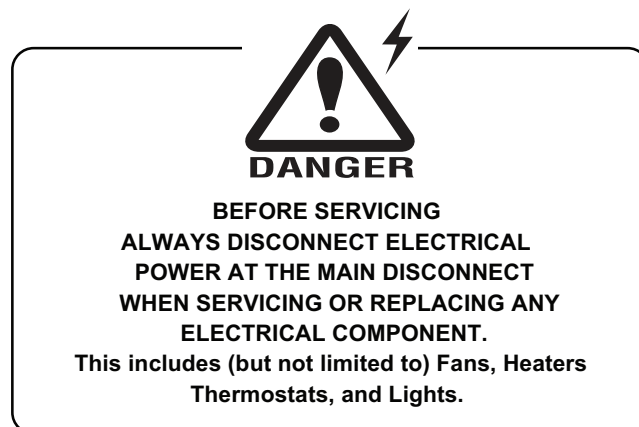 DANGER
BEFORE SERVICING
ALWAYS DISCONNECT ELECTRICAL
POWER AT THE MAIN DISCONNECT
WHEN SERVICING OR REPLACING ANY
ELECTRICAL COMPONENT.
This includes (but not limited to) Fans, Heaters
Thermostats, and Lights.